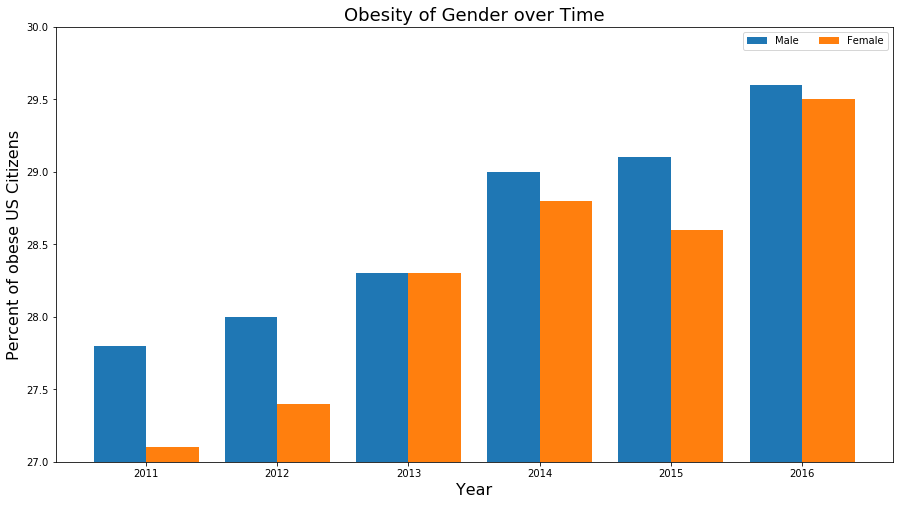 Obesity of Gender over Time
Male Female
Percent of obese US Citizens
30.0
29.5
29.0
28.5
28.0
27.5
27.0
2011 2012 2013 2014 2015 2016
Year